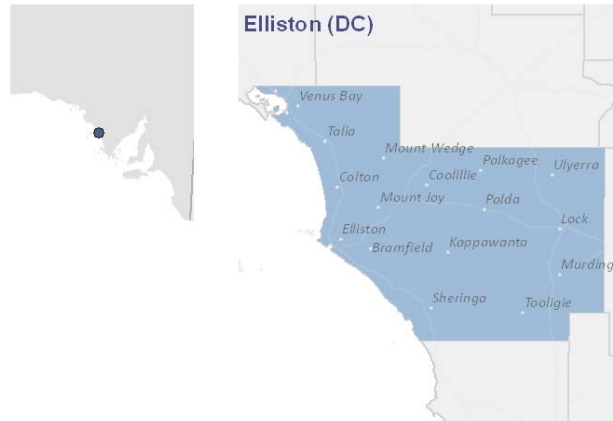 Elliston (DC)
Venus Bay
Talia
Mount Wedge
Palkagee
Ulyerra
Colton
Coolillie
Mount Joy
Polda
Lock
Elliston
Bramfield
Kappawanta
Murding
Sheringa
Tooligie